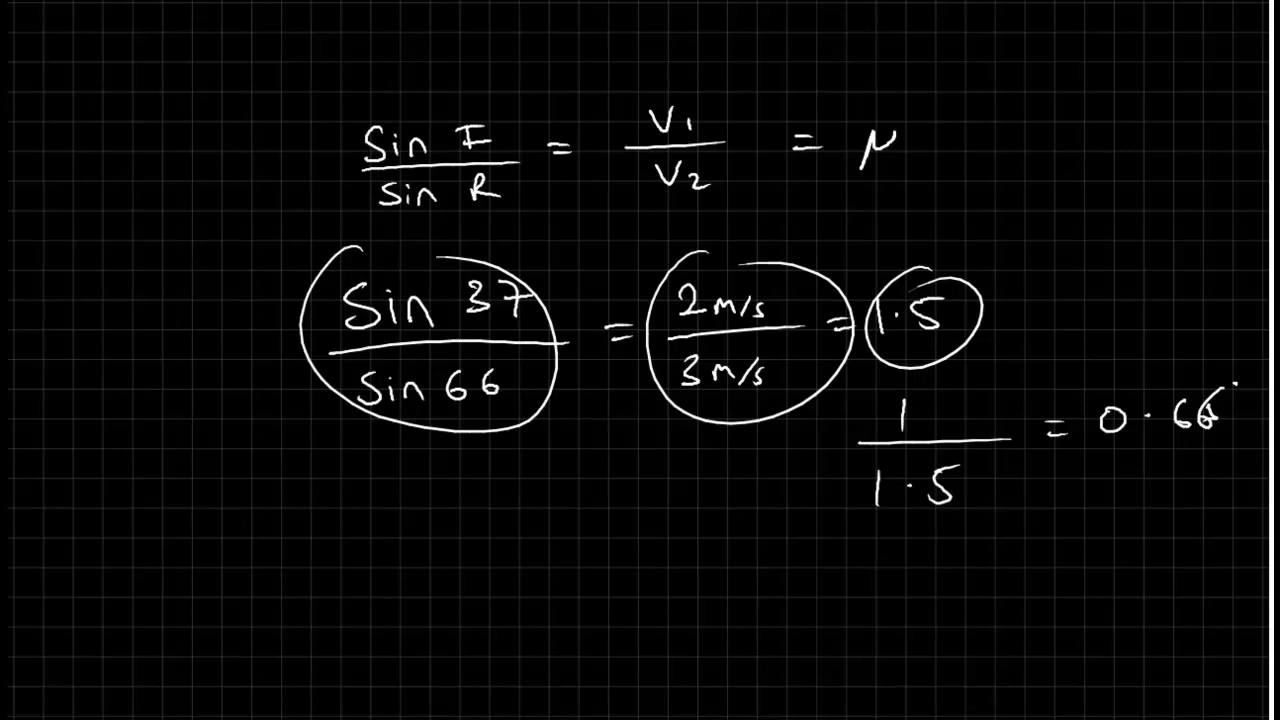 Sin I / Sin R = V1 / V2 = μ
Sin 37 / Sin 66 = 2m/s / 3m/s = 1.5
1 / 1.5 = 0.66